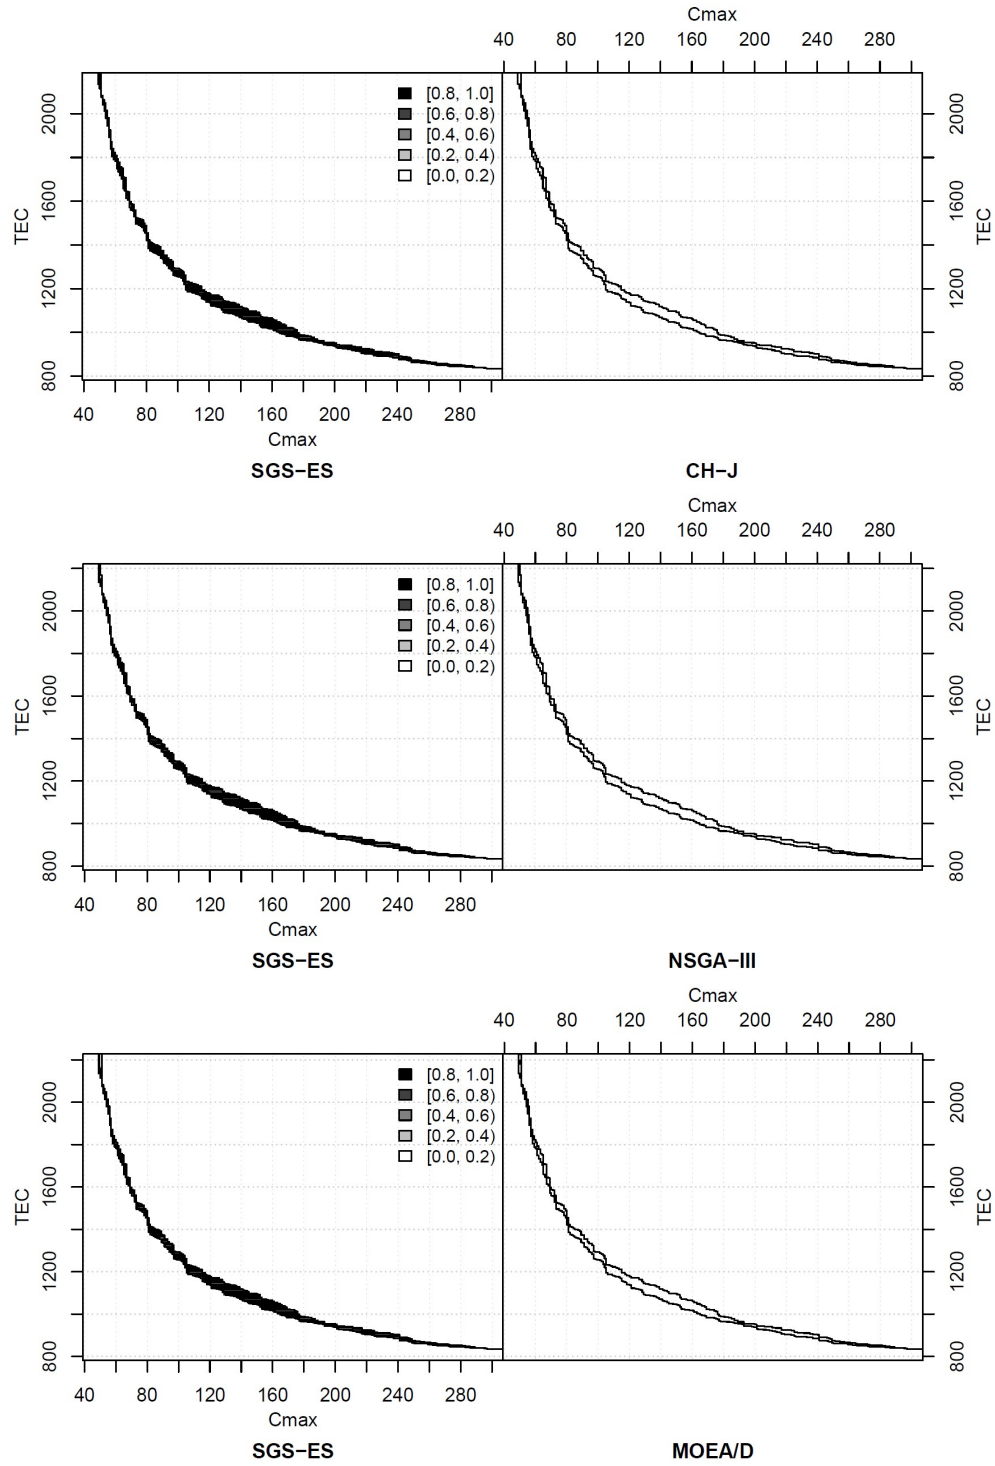 Cmax
40 80 120 160 200 240 280
[0.8, 1.0]
[0.6, 0.8)
[0.4, 0.6)
[0.2, 0.4)
[0.0, 0.2)
TEC
800 1200 1600 2000
TEC
800 1200 1600 2000
40 80 120 160 200 240 280
Cmax
SGS−ES
CH−J
Cmax
40 80 120 160 200 240 280
[0.8, 1.0]
[0.6, 0.8)
[0.4, 0.6)
[0.2, 0.4)
[0.0, 0.2)
TEC
800 1200 1600 2000
TEC
800 1200 1600 2000
40 80 120 160 200 240 280
Cmax
SGS−ES
NSGA−III
Cmax
40 80 120 160 200 240 280
[0.8, 1.0]
[0.6, 0.8)
[0.4, 0.6)
[0.2, 0.4)
[0.0, 0.2)
TEC
800 1200 1600 2000
TEC
800 1200 1600 2000
40 80 120 160 200 240 280
Cmax
SGS−ES
MOEA/D